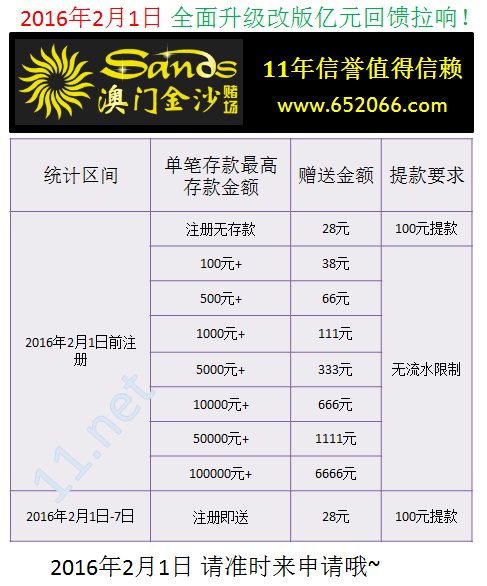 2016年2月1日 全面升级改版亿元回馈拉响！
Sands
澳门金沙赌场
11年信誉值得信赖
www.652066.com
统计区间 单笔存款最高存款金额 赠送金额 提款要求
2016年2月1日前注册 注册无存款 28元 100元提款
100元+ 38元 无流水限制
500元+ 66元
1000元+ 111元
5000元+ 333元
10000元+ 666元
50000元+ 1111元
100000元+ 6666元
2016年2月1日-7日 注册即送 28元 100元提款
11.net
2016年2月1日 请准时来申请哦~